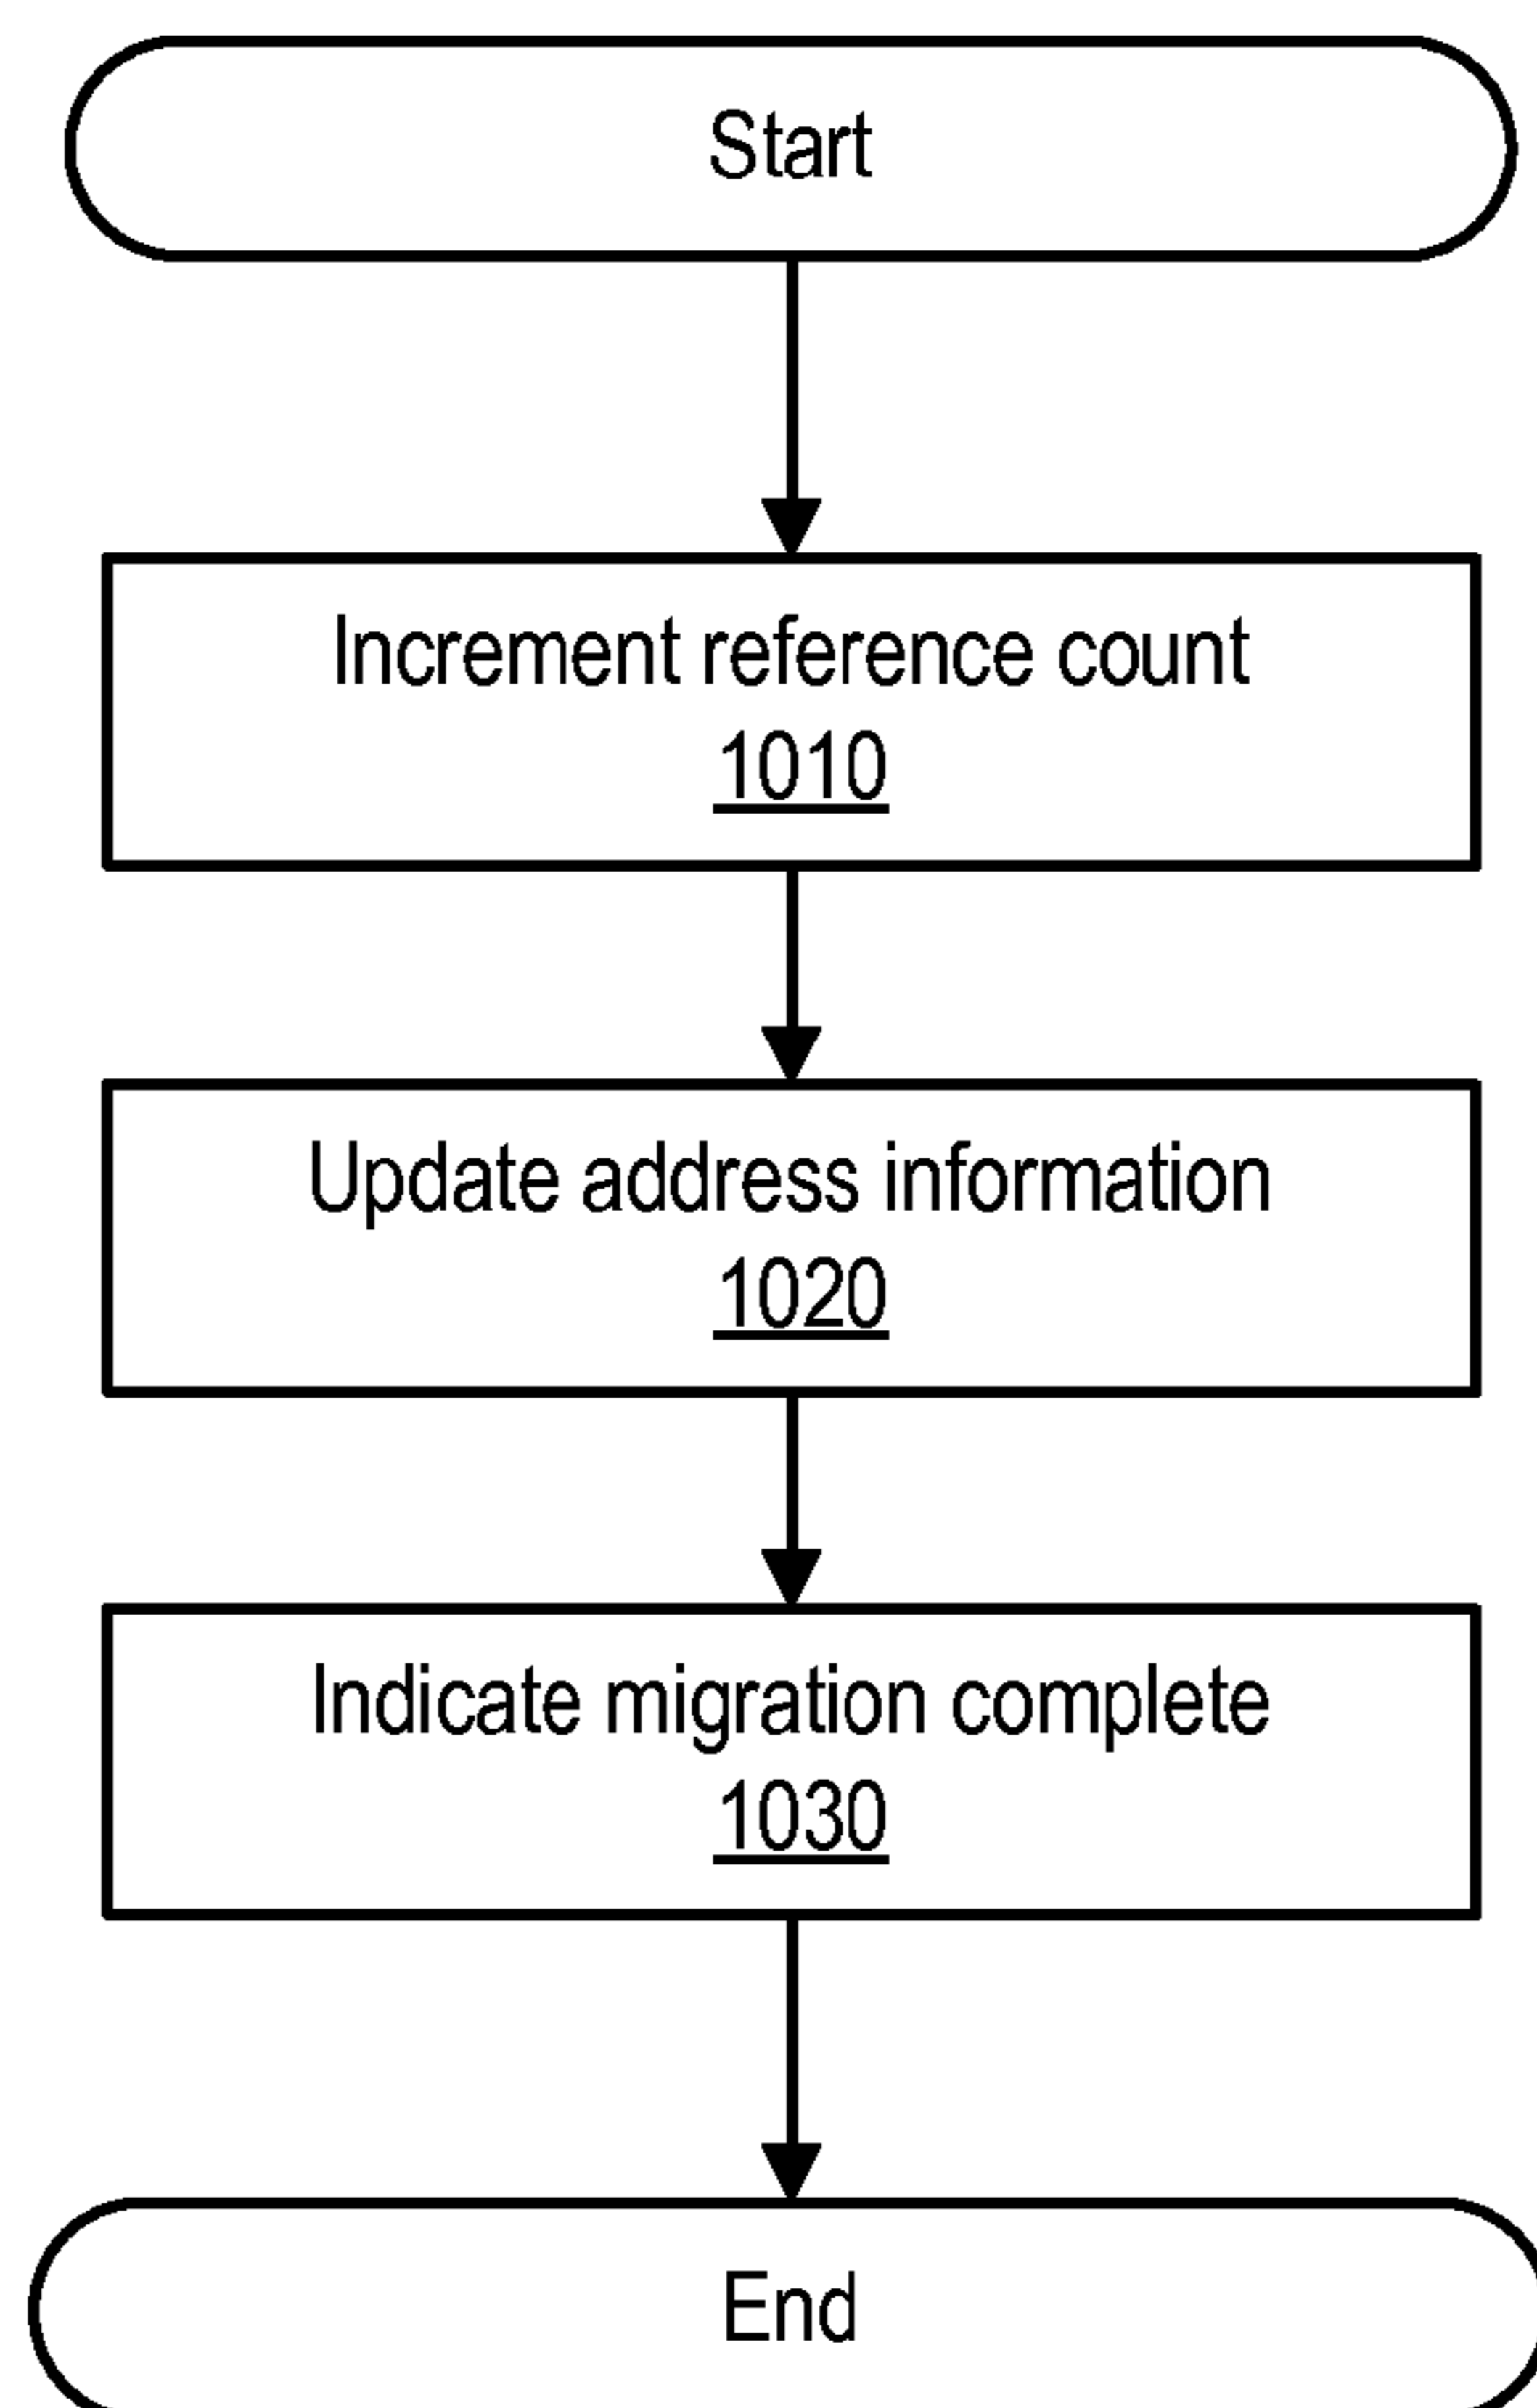 Start
Increment reference count
1010
Update address information
1020
Indicate migration complete
1030
End